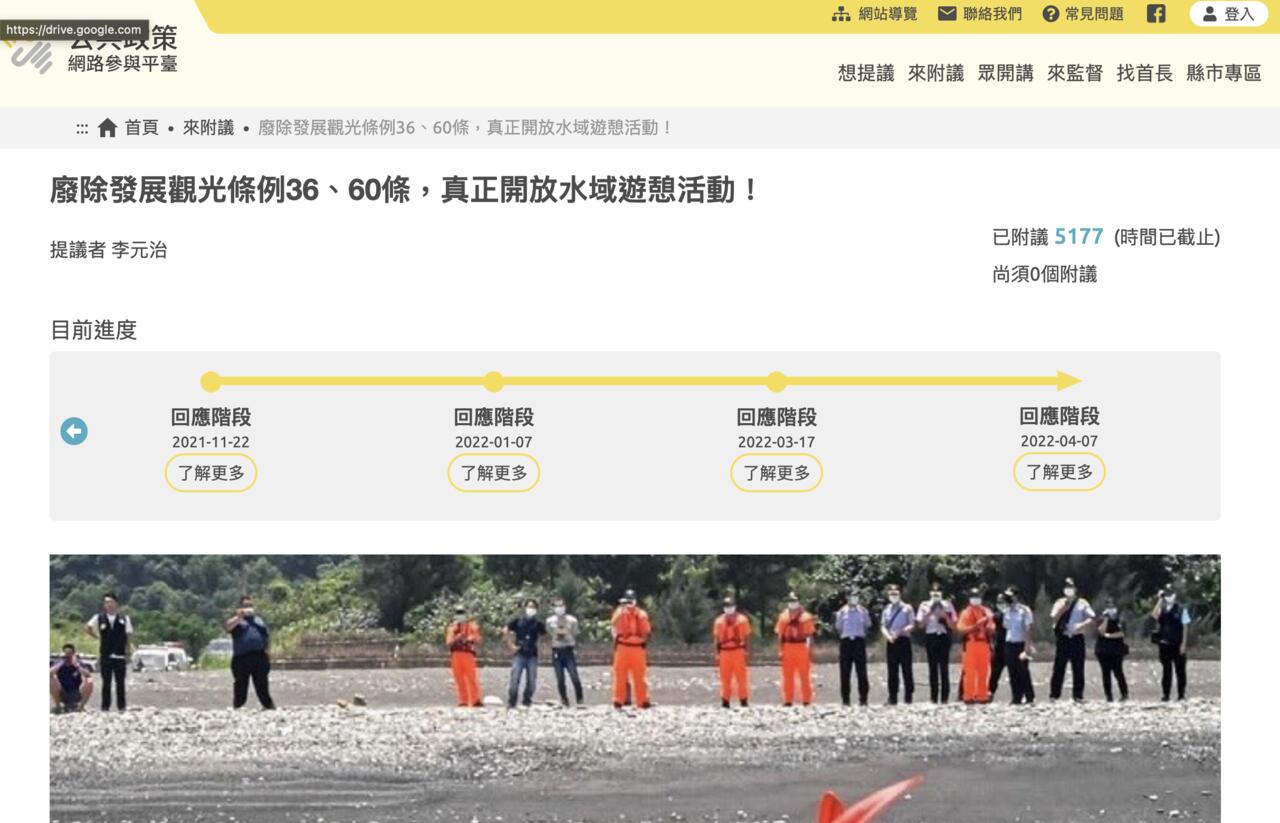 網站導覽 聯絡我們 常見問題 登入
https://drive.google.com
公共政策
網路參與平臺
想提議 來附議 眾開講 來監督 找首長 縣市專區
::: 首頁 • 來附議 • 廢除發展觀光條例36、60條，真正開放水域遊憩活動！
廢除發展觀光條例36、60條，真正開放水域遊憩活動！
提議者 李元治
已附議 5177 (時間已截止)
尚須0個附議
目前進度
回應階段 回應階段 回應階段 回應階段
2021-11-22 2022-01-07 2022-03-17 2022-04-07
了解更多 了解更多 了解更多 了解更多